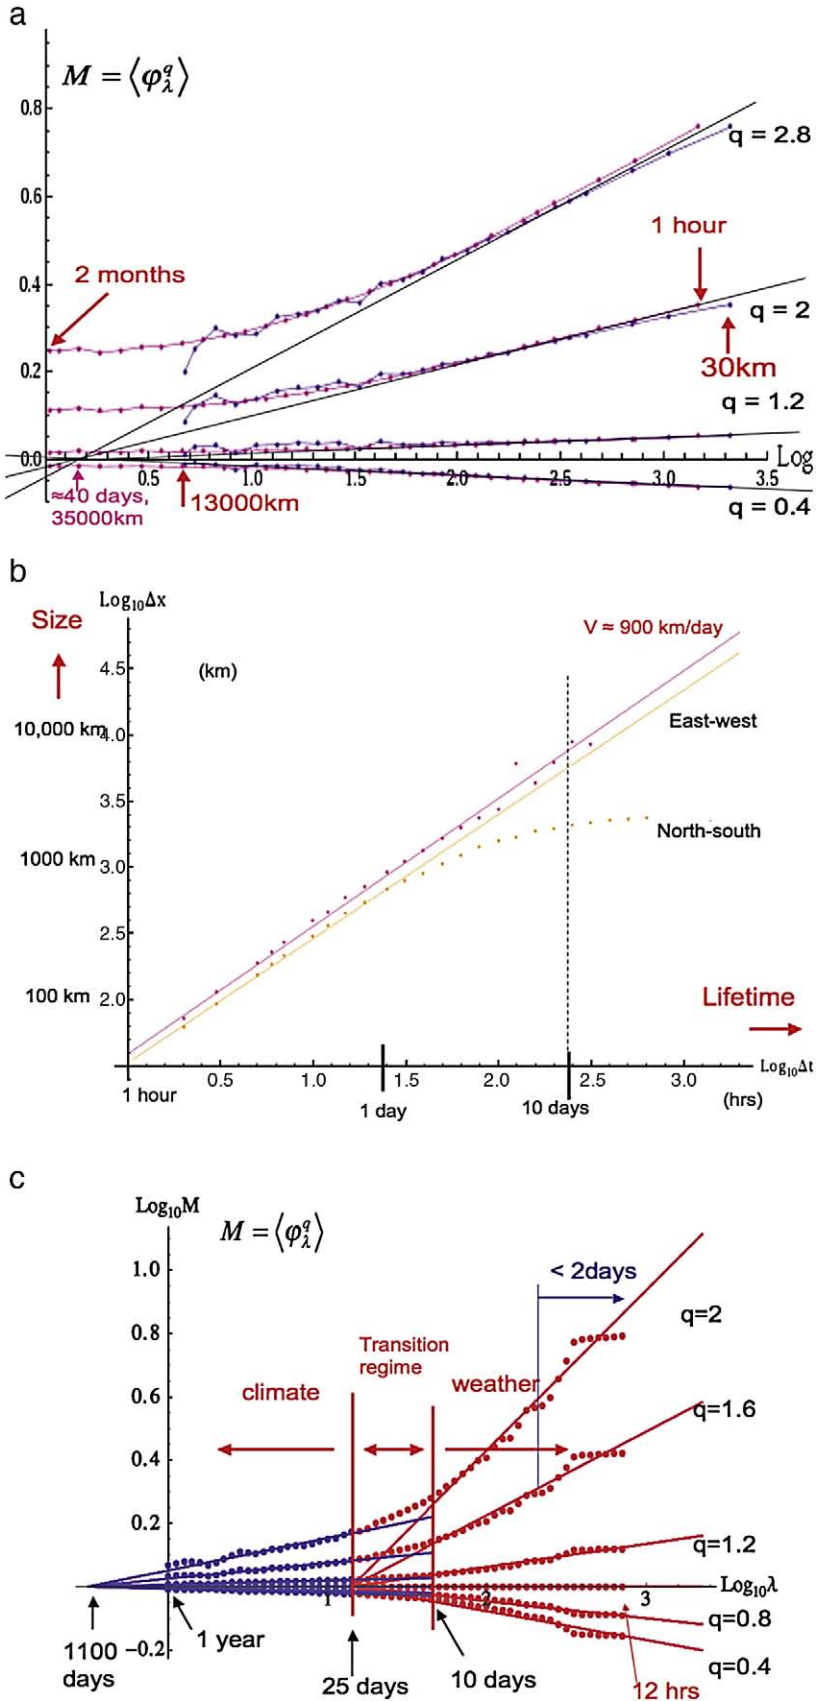 a
M = ⟨φ_λ^q⟩
0.8
q = 2.8
0.6
1 hour
0.4
2 months
q = 2
0.2
30km
q = 1.2
0.0
0.5
1.0
1.5
2.0
2.5
3.0
3.5
Log
≈40 days,
35000km
13000km
q = 0.4
b
Log₁₀Δx
Size
V ≈ 900 km/day
4.5
(km)
East-west
10,000 km
4.0
3.5
North-south
1000 km
3.0
2.5
100 km
2.0
Lifetime
0.5
1.0
1.5
2.0
2.5
3.0
Log₁₀Δt
1 hour
1 day
10 days
(hrs)
c
Log₁₀M
M = ⟨φ_λ^q⟩
1.0
< 2days
q=2
0.8
Transition
regime
climate
weather
0.6
q=1.6
0.4
0.2
q=1.2
1
2
3
Log₁₀λ
q=0.8
1100
days
−0.2
1 year
25 days
10 days
q=0.4
12 hrs